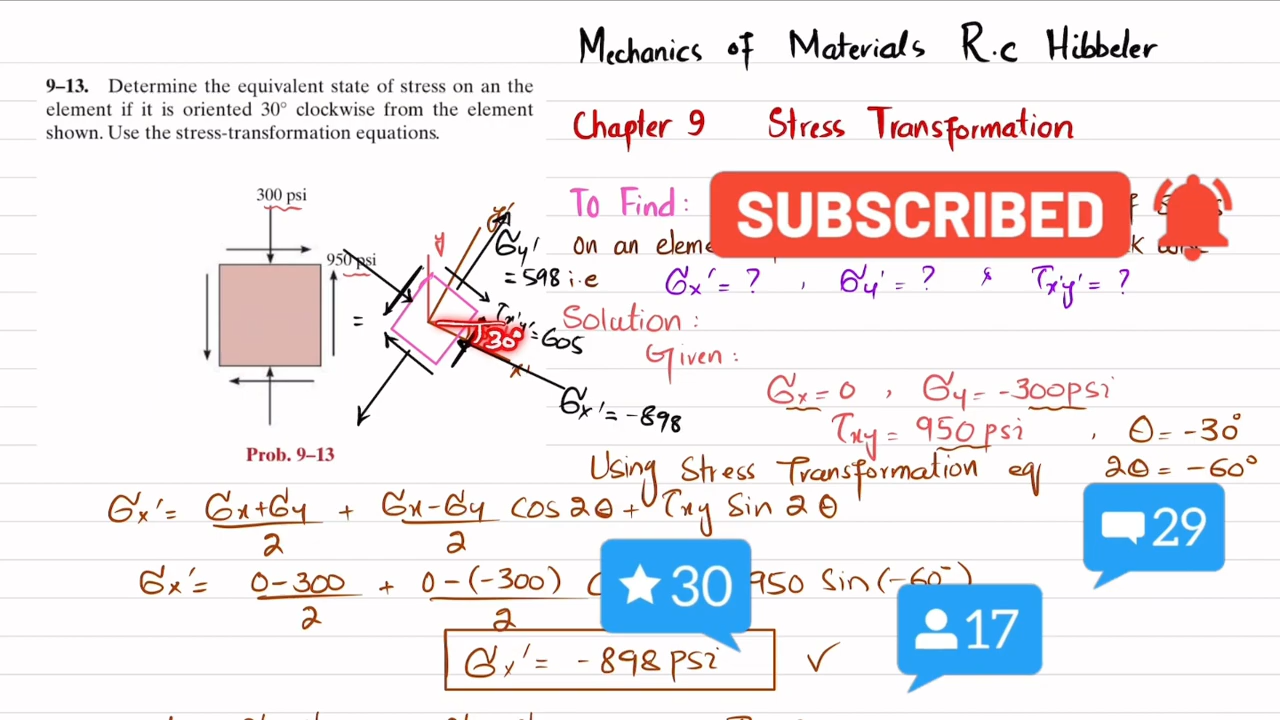 Mechanics of Materials R.c Hibbeler
9–13. Determine the equivalent state of stress on an the
element if it is oriented 30° clockwise from the element
shown. Use the stress-transformation equations.
Chapter 9 Stress Transformation
300 psi
950 psi
To Find:
SUBSCRIBED
on an eleme
σx' = ? , σy' = ? & τx'y' = ?
y'
σy'
= 598 i.e
y
=
τx'y' = 605
30°
x'
σx' = -898
Solution:
Given:
σx = 0 , σy = -300psi
τxy = 950 psi , θ = -30°
Prob. 9–13
Using Stress Transformation eq 2θ = -60°
σx' = σx+σy/2 + σx-σy/2 cos 2θ + τxy Sin 2θ
29
σx' = 0-300/2 + 0-(-300)/2 950 Sin(-60°)
30
17
σx' = -898 psi ✓